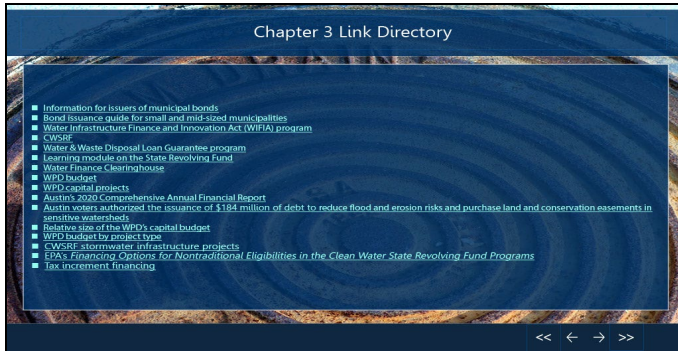 Chapter 3 Link Directory
■ Information for issuers of municipal bonds
■ Bond issuance guide for small and mid-sized municipalities
■ Water Infrastructure Finance and Innovation Act (WIFIA) program
■ CWSRF
■ Water & Waste Disposal Loan Guarantee program
■ Learning module on the State Revolving Fund
■ Water Finance Clearinghouse
■ WPD budget
■ WPD capital projects
■ Austin's 2020 Comprehensive Annual Financial Report
■ Austin voters authorized the issuance of $184 million of debt to reduce flood and erosion risks and purchase land and conservation easements in
sensitive watersheds
■ Relative size of the WPD's capital budget
■ WPD budget by project type
■ CWSRF stormwater infrastructure projects
■ EPA's Financing Options for Nontraditional Eligibilities in the Clean Water State Revolving Fund Programs
■ Tax increment financing
<< ← → >>